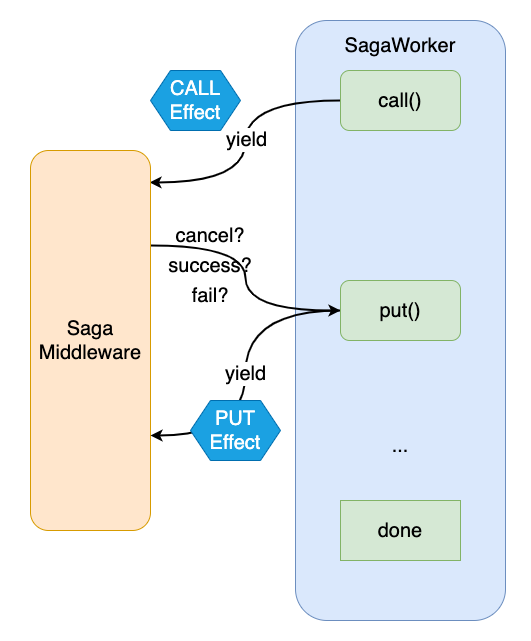 SagaWorker
CALL
Effect
call()
yield
cancel?
success?
fail?
Saga
Middleware
put()
yield
PUT
Effect
...
done